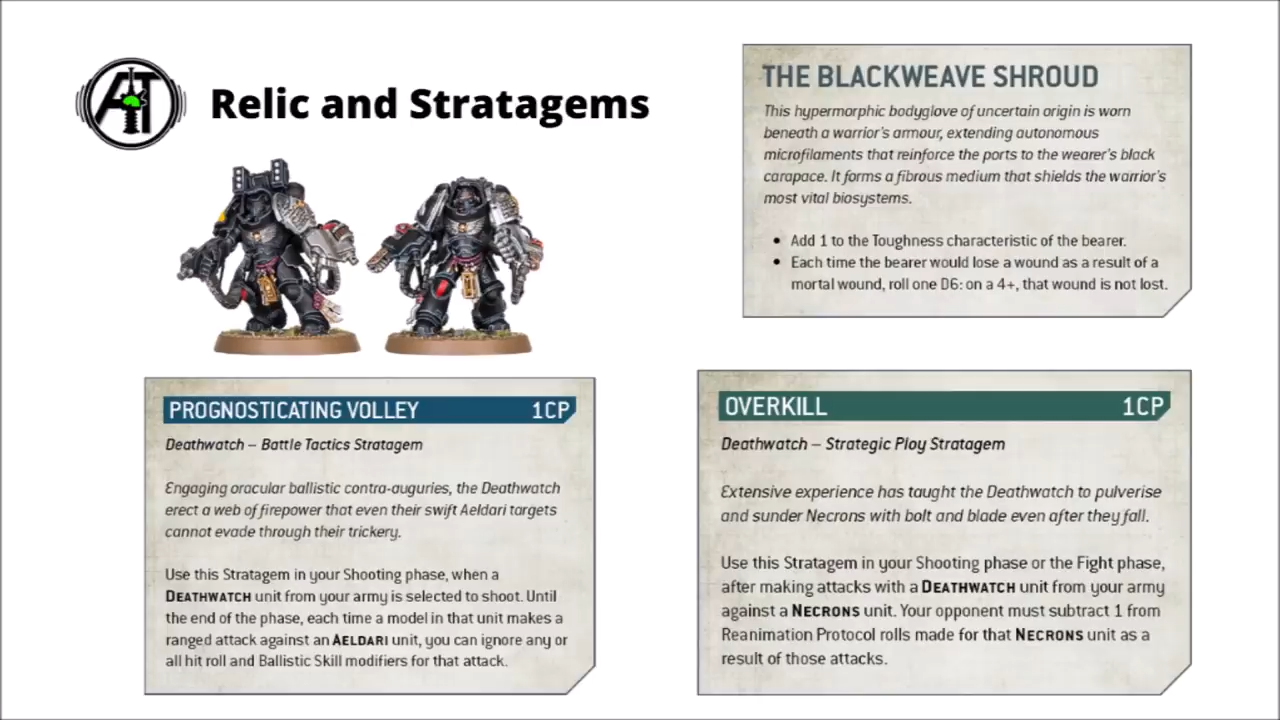 AT
Relic and Stratagems
THE BLACKWEAVE SHROUD
This hypermorphic bodyglove of uncertain origin is worn
beneath a warrior's armour, extending autonomous
microfilaments that reinforce the ports to the wearer's black
carapace. It forms a fibrous medium that shields the warrior's
most vital biosystems.
• Add 1 to the Toughness characteristic of the bearer.
• Each time the bearer would lose a wound as a result of a
mortal wound, roll one D6: on a 4+, that wound is not lost.
PROGNOSTICATING VOLLEY 1CP
Deathwatch – Battle Tactics Stratagem
Engaging oracular ballistic contra-auguries, the Deathwatch
erect a web of firepower that even their swift Aeldari targets
cannot evade through their trickery.
Use this Stratagem in your Shooting phase, when a
DEATHWATCH unit from your army is selected to shoot. Until
the end of the phase, each time a model in that unit makes a
ranged attack against an AELDARI unit, you can ignore any or
all hit roll and Ballistic Skill modifiers for that attack.
OVERKILL 1CP
Deathwatch – Strategic Ploy Stratagem
Extensive experience has taught the Deathwatch to pulverise
and sunder Necrons with bolt and blade even after they fall.
Use this Stratagem in your Shooting phase or the Fight phase,
after making attacks with a DEATHWATCH unit from your army
against a NECRONS unit. Your opponent must subtract 1 from
Reanimation Protocol rolls made for that NECRONS unit as a
result of those attacks.